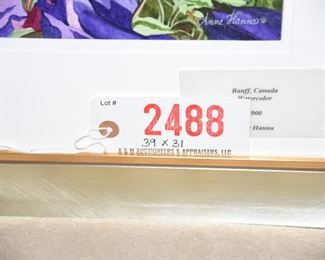 Anne Hanna ©
Lot #
2488
39 x 31
A & M AUCTIONEERS & APPRAISERS, LLC
Banff, Canada
Watercolor
900
Hanna